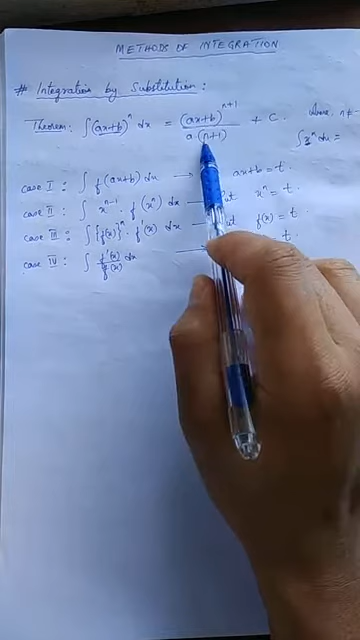 METHODS OF INTEGRATION
# Integration by Substitution :
Theorem: ∫(ax+b)^n dx = (ax+b)^{n+1} / a(n+1) + C. where n≠-
∫x^n dx =
case I : ∫ f(ax+b) dx → ax+b = t.
case II : ∫ x^{n-1} f(x^n) dx → Put x^n = t.
case III : ∫ {f(x)}^n . f'(x) dx → f(x) = t.
case IV : ∫ f'(x)/f(x) dx → t.